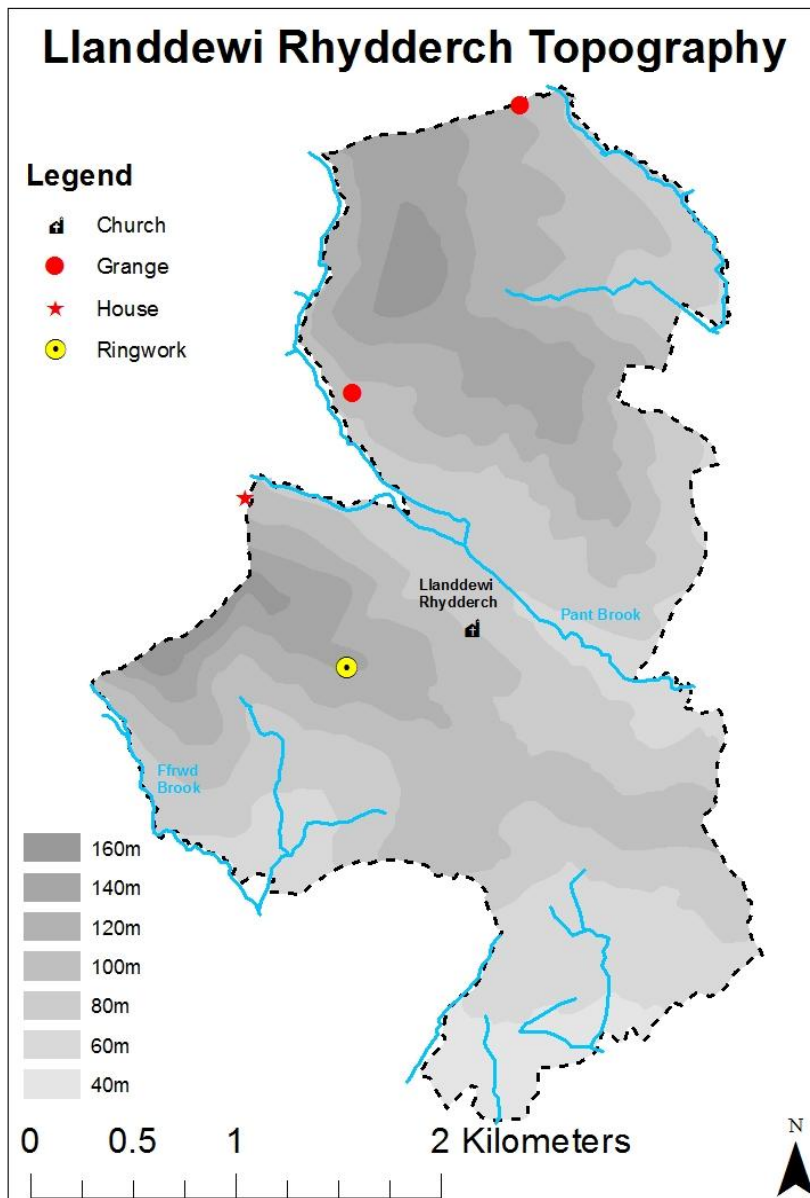 Llanddewi Rhydderch Topography
Legend
Church
Grange
House
Ringwork
Llanddewi
Rhydderch
Pant Brook
Ffrwd
Brook
160m
140m
120m
100m
80m
60m
40m
0 0.5 1 2 Kilometers
N